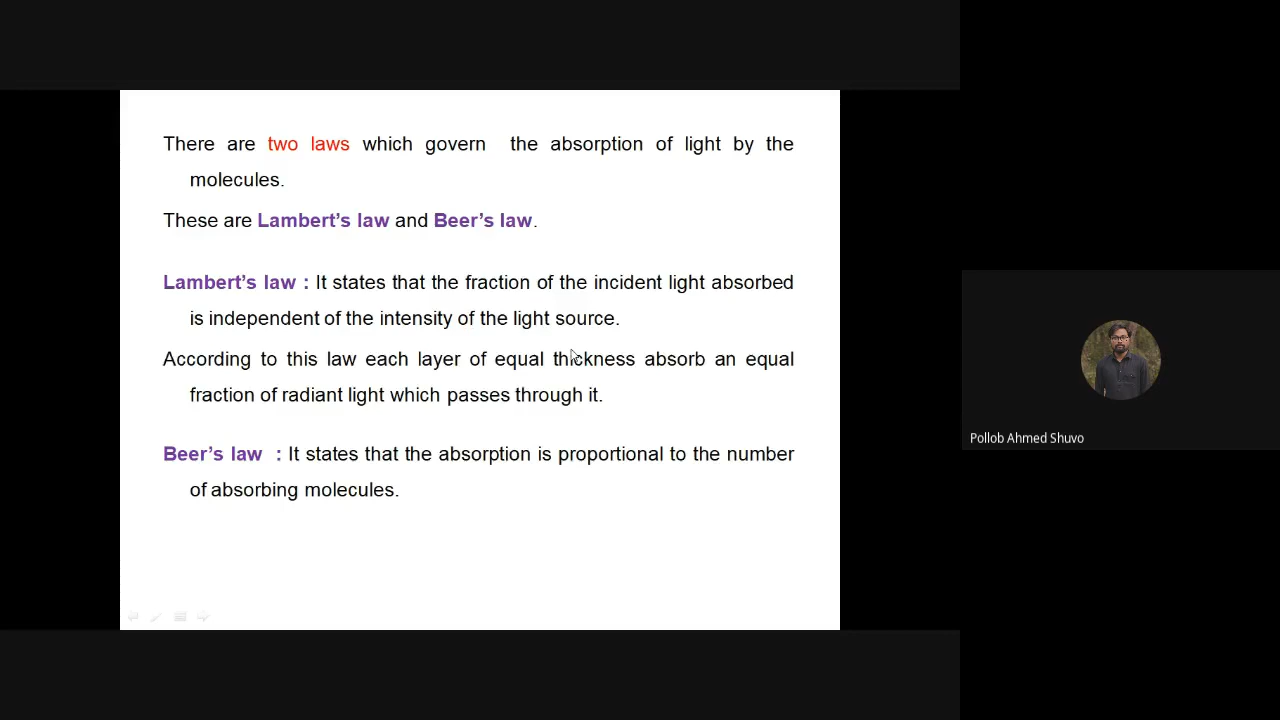 There are two laws which govern the absorption of light by the
molecules.
These are Lambert’s law and Beer’s law.
Lambert’s law : It states that the fraction of the incident light absorbed
is independent of the intensity of the light source.
According to this law each layer of equal thickness absorb an equal
fraction of radiant light which passes through it.
Beer’s law : It states that the absorption is proportional to the number
of absorbing molecules.
Pollob Ahmed Shuvo